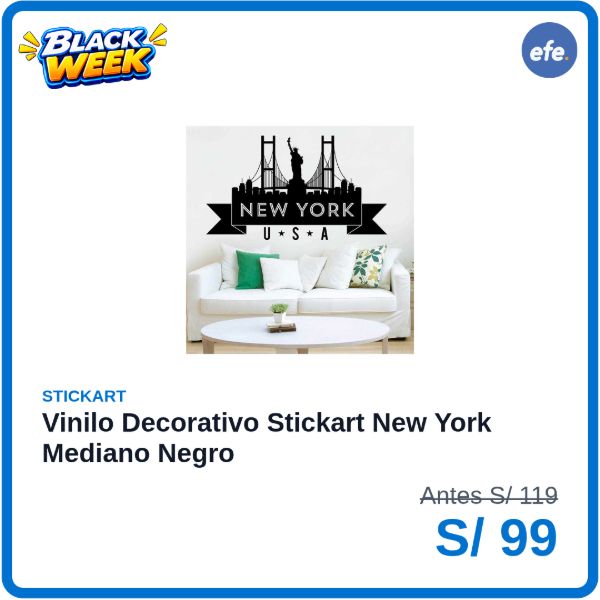 BLACK
WEEK
efe.
NEW YORK
U★S★A
STICKART
Vinilo Decorativo Stickart New York
Mediano Negro
Antes S/ 119
S/ 99